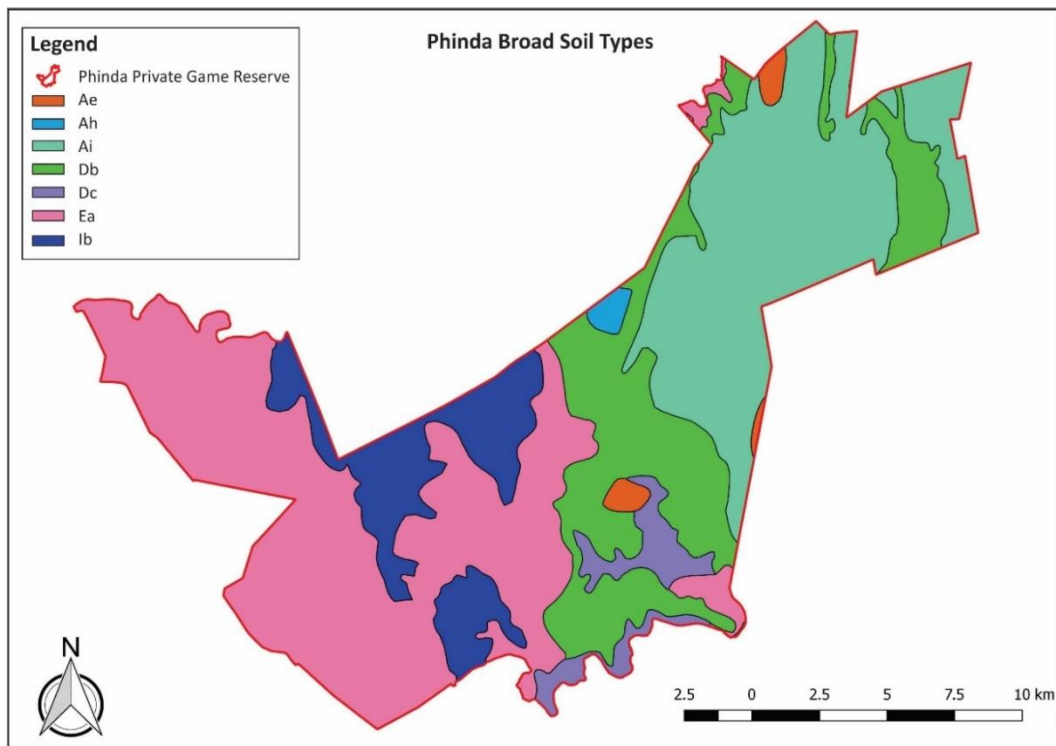 Phinda Broad Soil Types
Legend
Phinda Private Game Reserve
Ae
Ah
Ai
Db
Dc
Ea
Ib
N
2.5 0 2.5 5 7.5 10 km